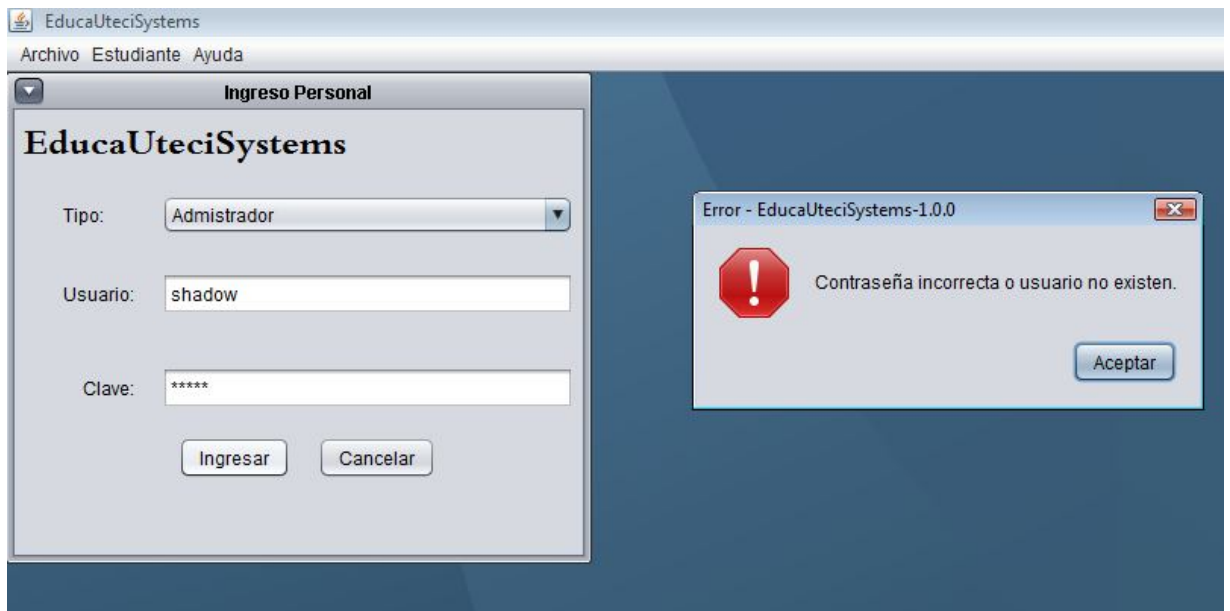 EducaUteciSystems
Archivo Estudiante Ayuda
Ingreso Personal
EducaUteciSystems
Tipo: Admistrador
Usuario: shadow
Clave: *****
Ingresar Cancelar
Error - EducaUteciSystems-1.0.0
Contraseña incorrecta o usuario no existen.
Aceptar